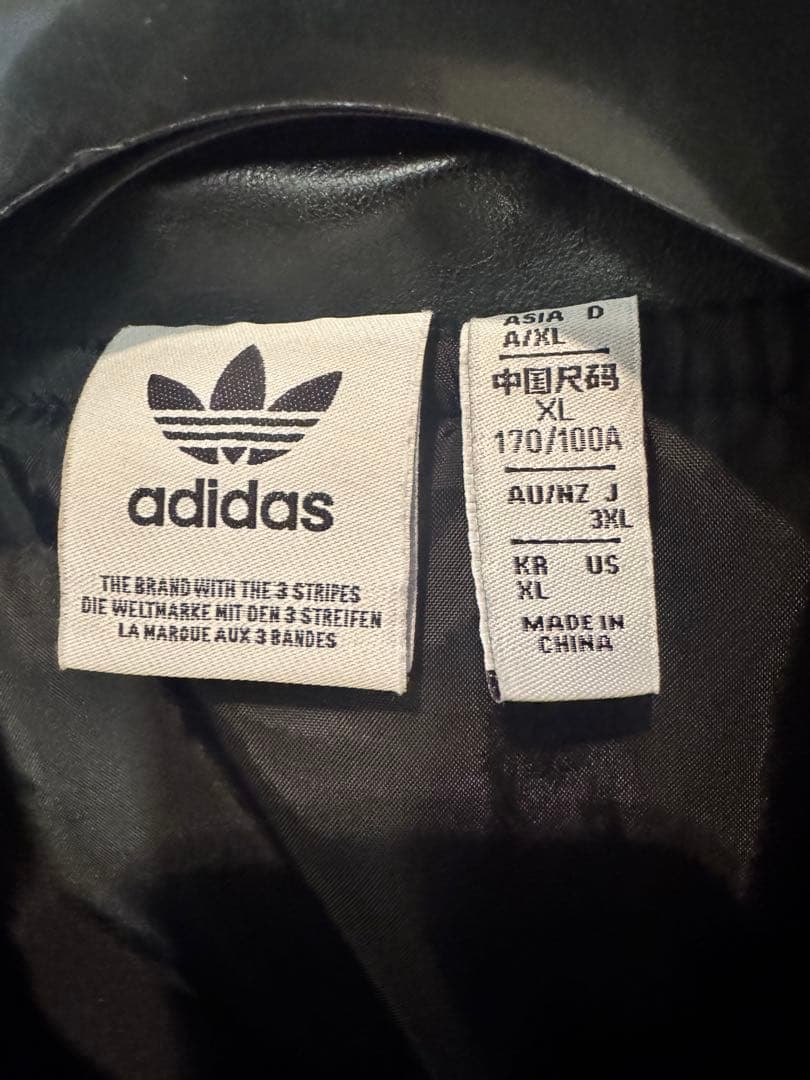 adidas
THE BRAND WITH THE 3 STRIPES
DIE WELTMARKE MIT DEN 3 STREIFEN
LA MARQUE AUX 3 BANDES
ASIA D
A/XL
中国尺码
XL
170/100A
AU/NZ J
3XL
KR US
XL
MADE IN
CHINA